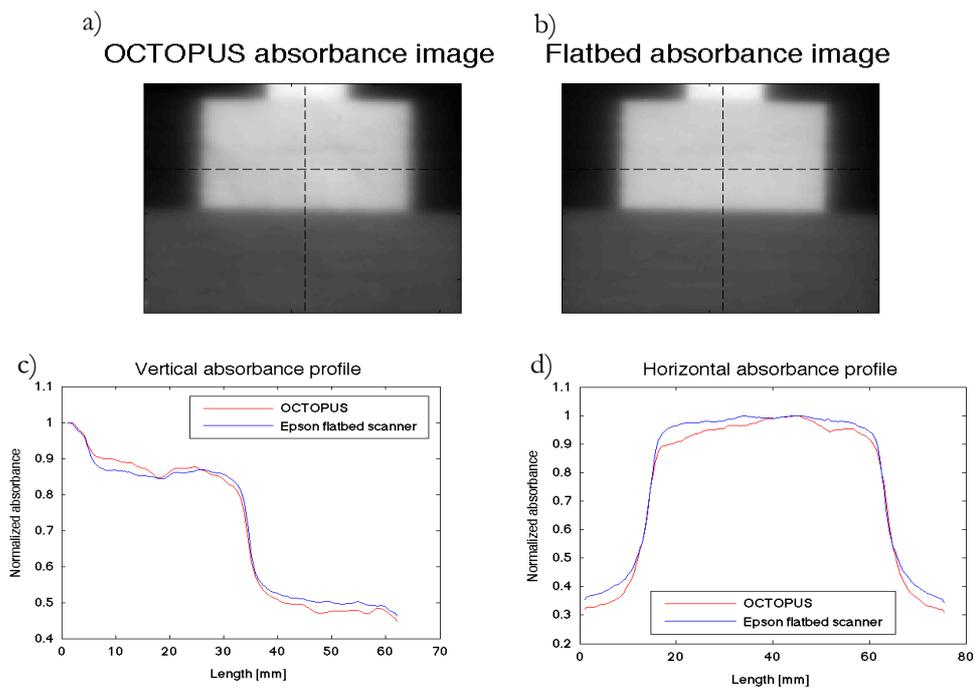 a)
OCTOPUS absorbance image
b)
Flatbed absorbance image
c)
Vertical absorbance profile
1.1
1
0.9
0.8
0.7
0.6
0.5
0.4
Normalized absorbance
OCTOPUS
Epson flatbed scanner
0 10 20 30 40 50 60 70
Length [mm]
d)
Horizontal absorbance profile
1.1
1
0.9
0.8
0.7
0.6
0.5
0.4
0.3
0.2
Normalized absorbance
OCTOPUS
Epson flatbed scanner
0 20 40 60 80
Length [mm]